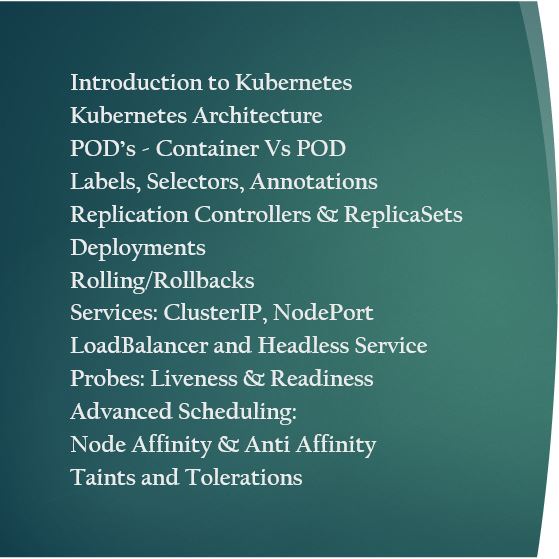 Introduction to Kubernetes
Kubernetes Architecture
POD's - Container Vs POD
Labels, Selectors, Annotations
Replication Controllers & ReplicaSets
Deployments
Rolling/Rollbacks
Services: ClusterIP, NodePort
LoadBalancer and Headless Service
Probes: Liveness & Readiness
Advanced Scheduling:
Node Affinity & Anti Affinity
Taints and Tolerations